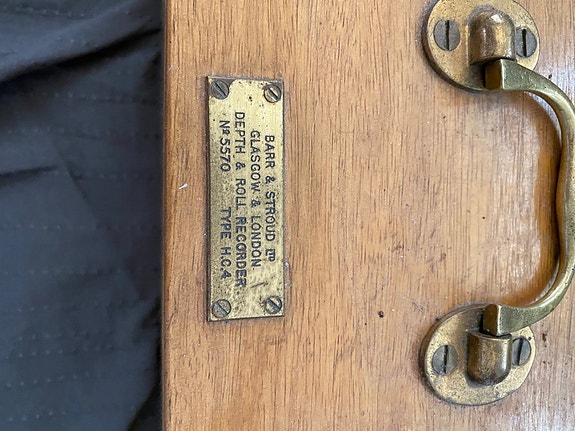 BARR & STROUD LTD
GLASGOW & LONDON.
DEPTH & ROLL RECORDER
Nº 5570 TYPE H.C.4.